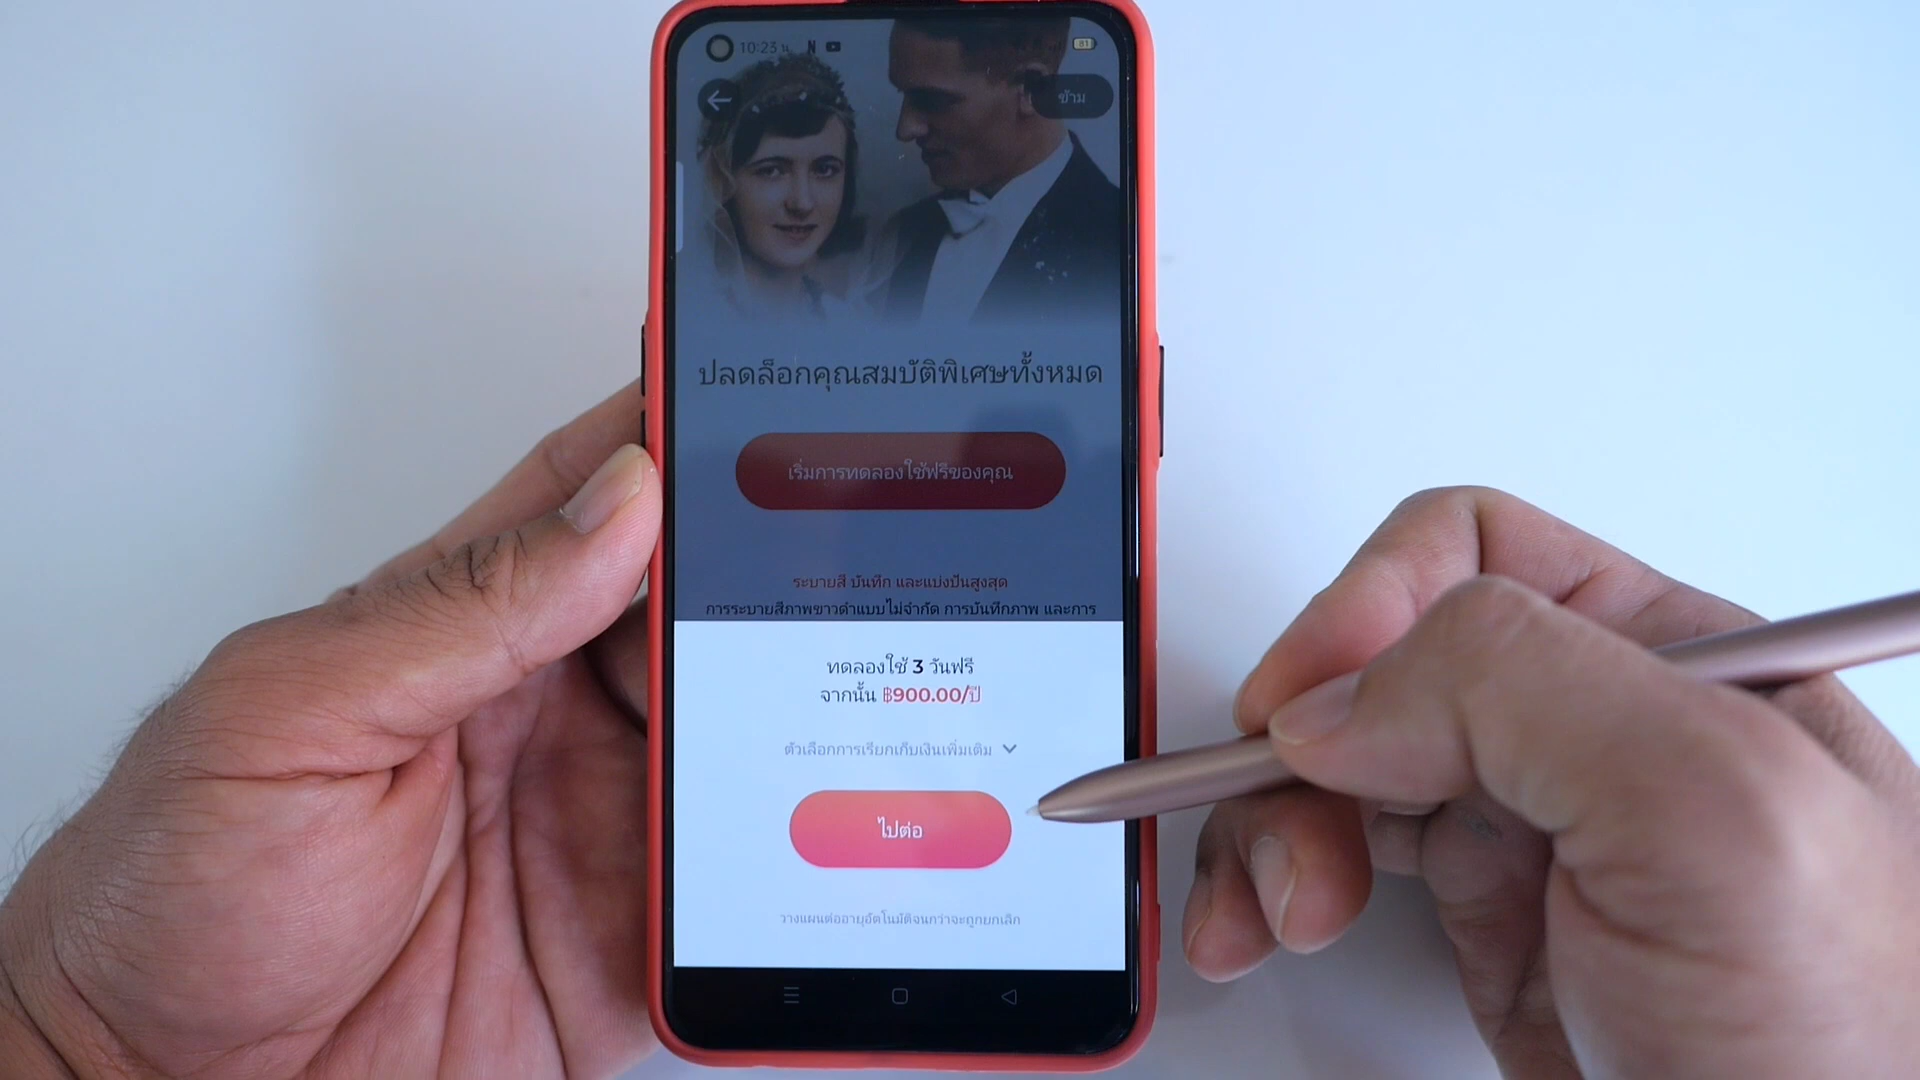 10:23 น.
81
ข้าม
ปลดล็อกคุณสมบัติพิเศษทั้งหมด
เริ่มการทดลองใช้ฟรีของคุณ
ระบายสี บันทึก และแบ่งปันสูงสุด
การระบายสีภาพขาวดำแบบไม่จำกัด การบันทึกภาพ และการ
ทดลองใช้ 3 วันฟรี
จากนั้น ฿900.00/ปี
ตัวเลือกการเรียกเก็บเงินเพิ่มเติม
ไปต่อ
วางแผนต่ออายุอัตโนมัติจนกว่าจะถูกยกเลิก